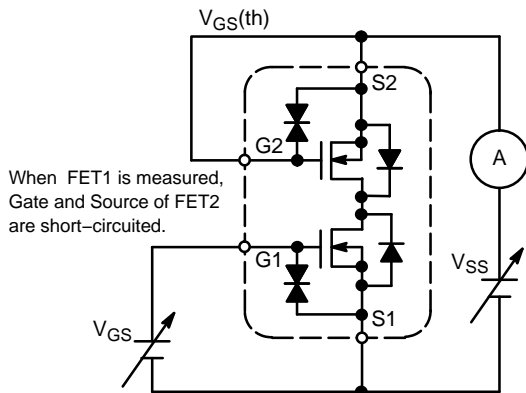 VGS(th)
S2
G2
A
When FET1 is measured,
Gate and Source of FET2
are short−circuited.
G1
VSS
S1
VGS